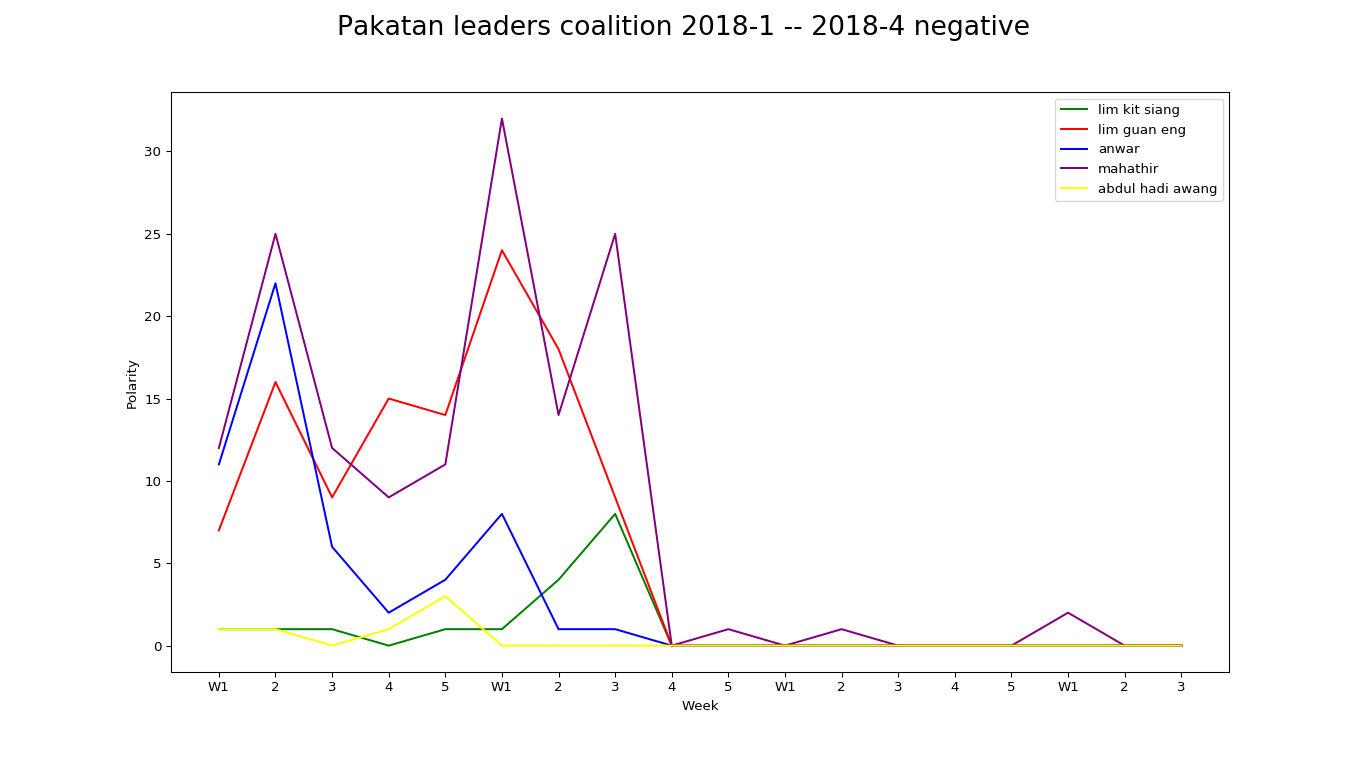 Pakatan leaders coalition 2018-1 -- 2018-4 negative
lim kit siang
lim guan eng
anwar
mahathir
abdul hadi awang
30
25
20
15
10
5
0
Polarity
W1 2 3 4 5 W1 2 3 4 5 W1 2 3 4 5 W1 2 3
Week